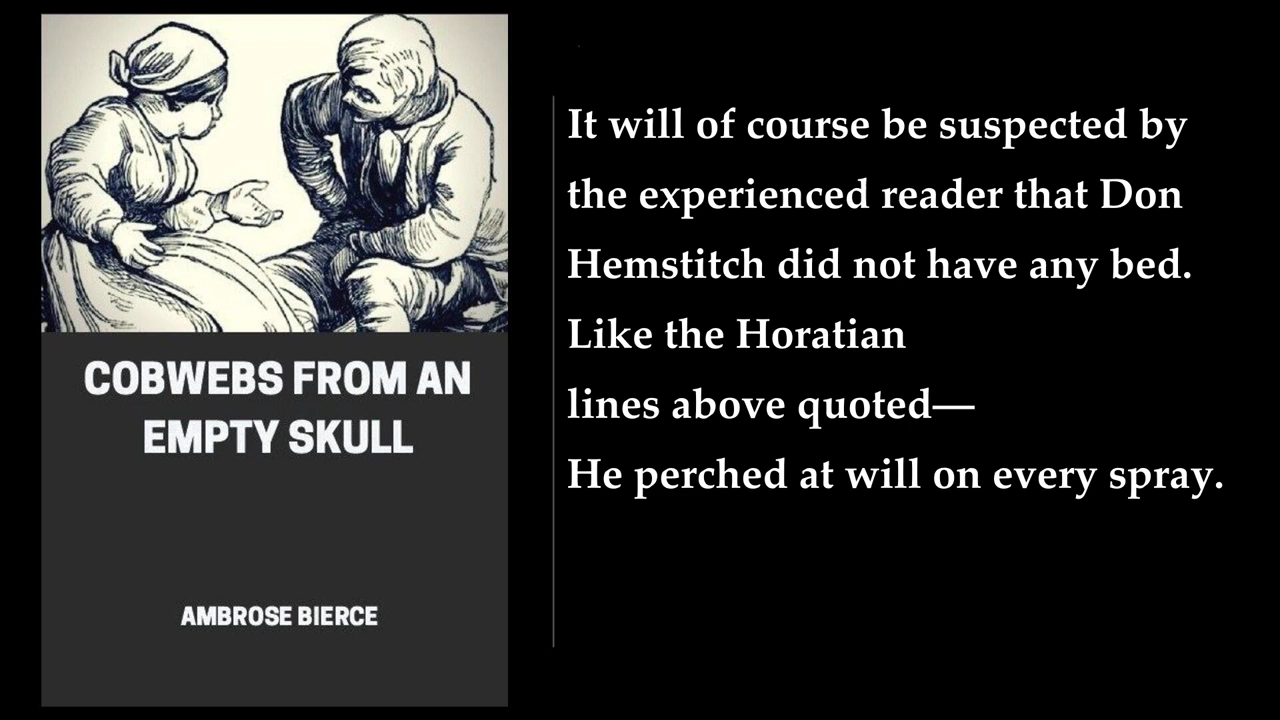 COBWEBS FROM AN
EMPTY SKULL
AMBROSE BIERCE
It will of course be suspected by
the experienced reader that Don
Hemstitch did not have any bed.
Like the Horatian
lines above quoted—
He perched at will on every spray.